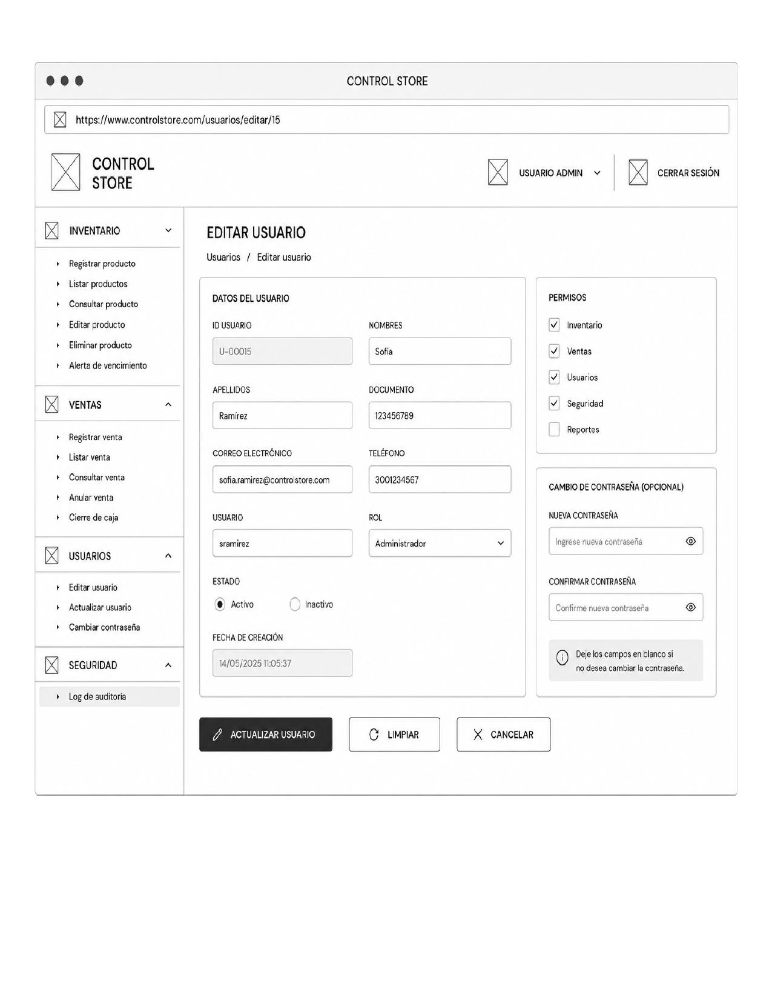 CONTROL STORE
https://www.controlstore.com/usuarios/editar/15
CONTROL
STORE
USUARIO ADMIN
CERRAR SESIÓN
INVENTARIO
Registrar producto
Listar productos
Consultar producto
Editar producto
Eliminar producto
Alerta de vencimiento
VENTAS
Registrar venta
Listar venta
Consultar venta
Anular venta
Cierre de caja
USUARIOS
Editar usuario
Actualizar usuario
Cambiar contraseña
SEGURIDAD
Log de auditoría
EDITAR USUARIO
Usuarios / Editar usuario
DATOS DEL USUARIO
ID USUARIO
U-00015
NOMBRES
Sofía
APELLIDOS
Ramírez
DOCUMENTO
123456789
CORREO ELECTRÓNICO
sofia.ramirez@controlstore.com
TELÉFONO
3001234567
USUARIO
sramirez
ROL
Administrador
ESTADO
Activo
Inactivo
FECHA DE CREACIÓN
14/05/2025 11:05:37
PERMISOS
Inventario
Ventas
Usuarios
Seguridad
Reportes
CAMBIO DE CONTRASEÑA (OPCIONAL)
NUEVA CONTRASEÑA
Ingrese nueva contraseña
CONFIRMAR CONTRASEÑA
Confirme nueva contraseña
Deje los campos en blanco si
no desea cambiar la contraseña.
ACTUALIZAR USUARIO
LIMPIAR
CANCELAR